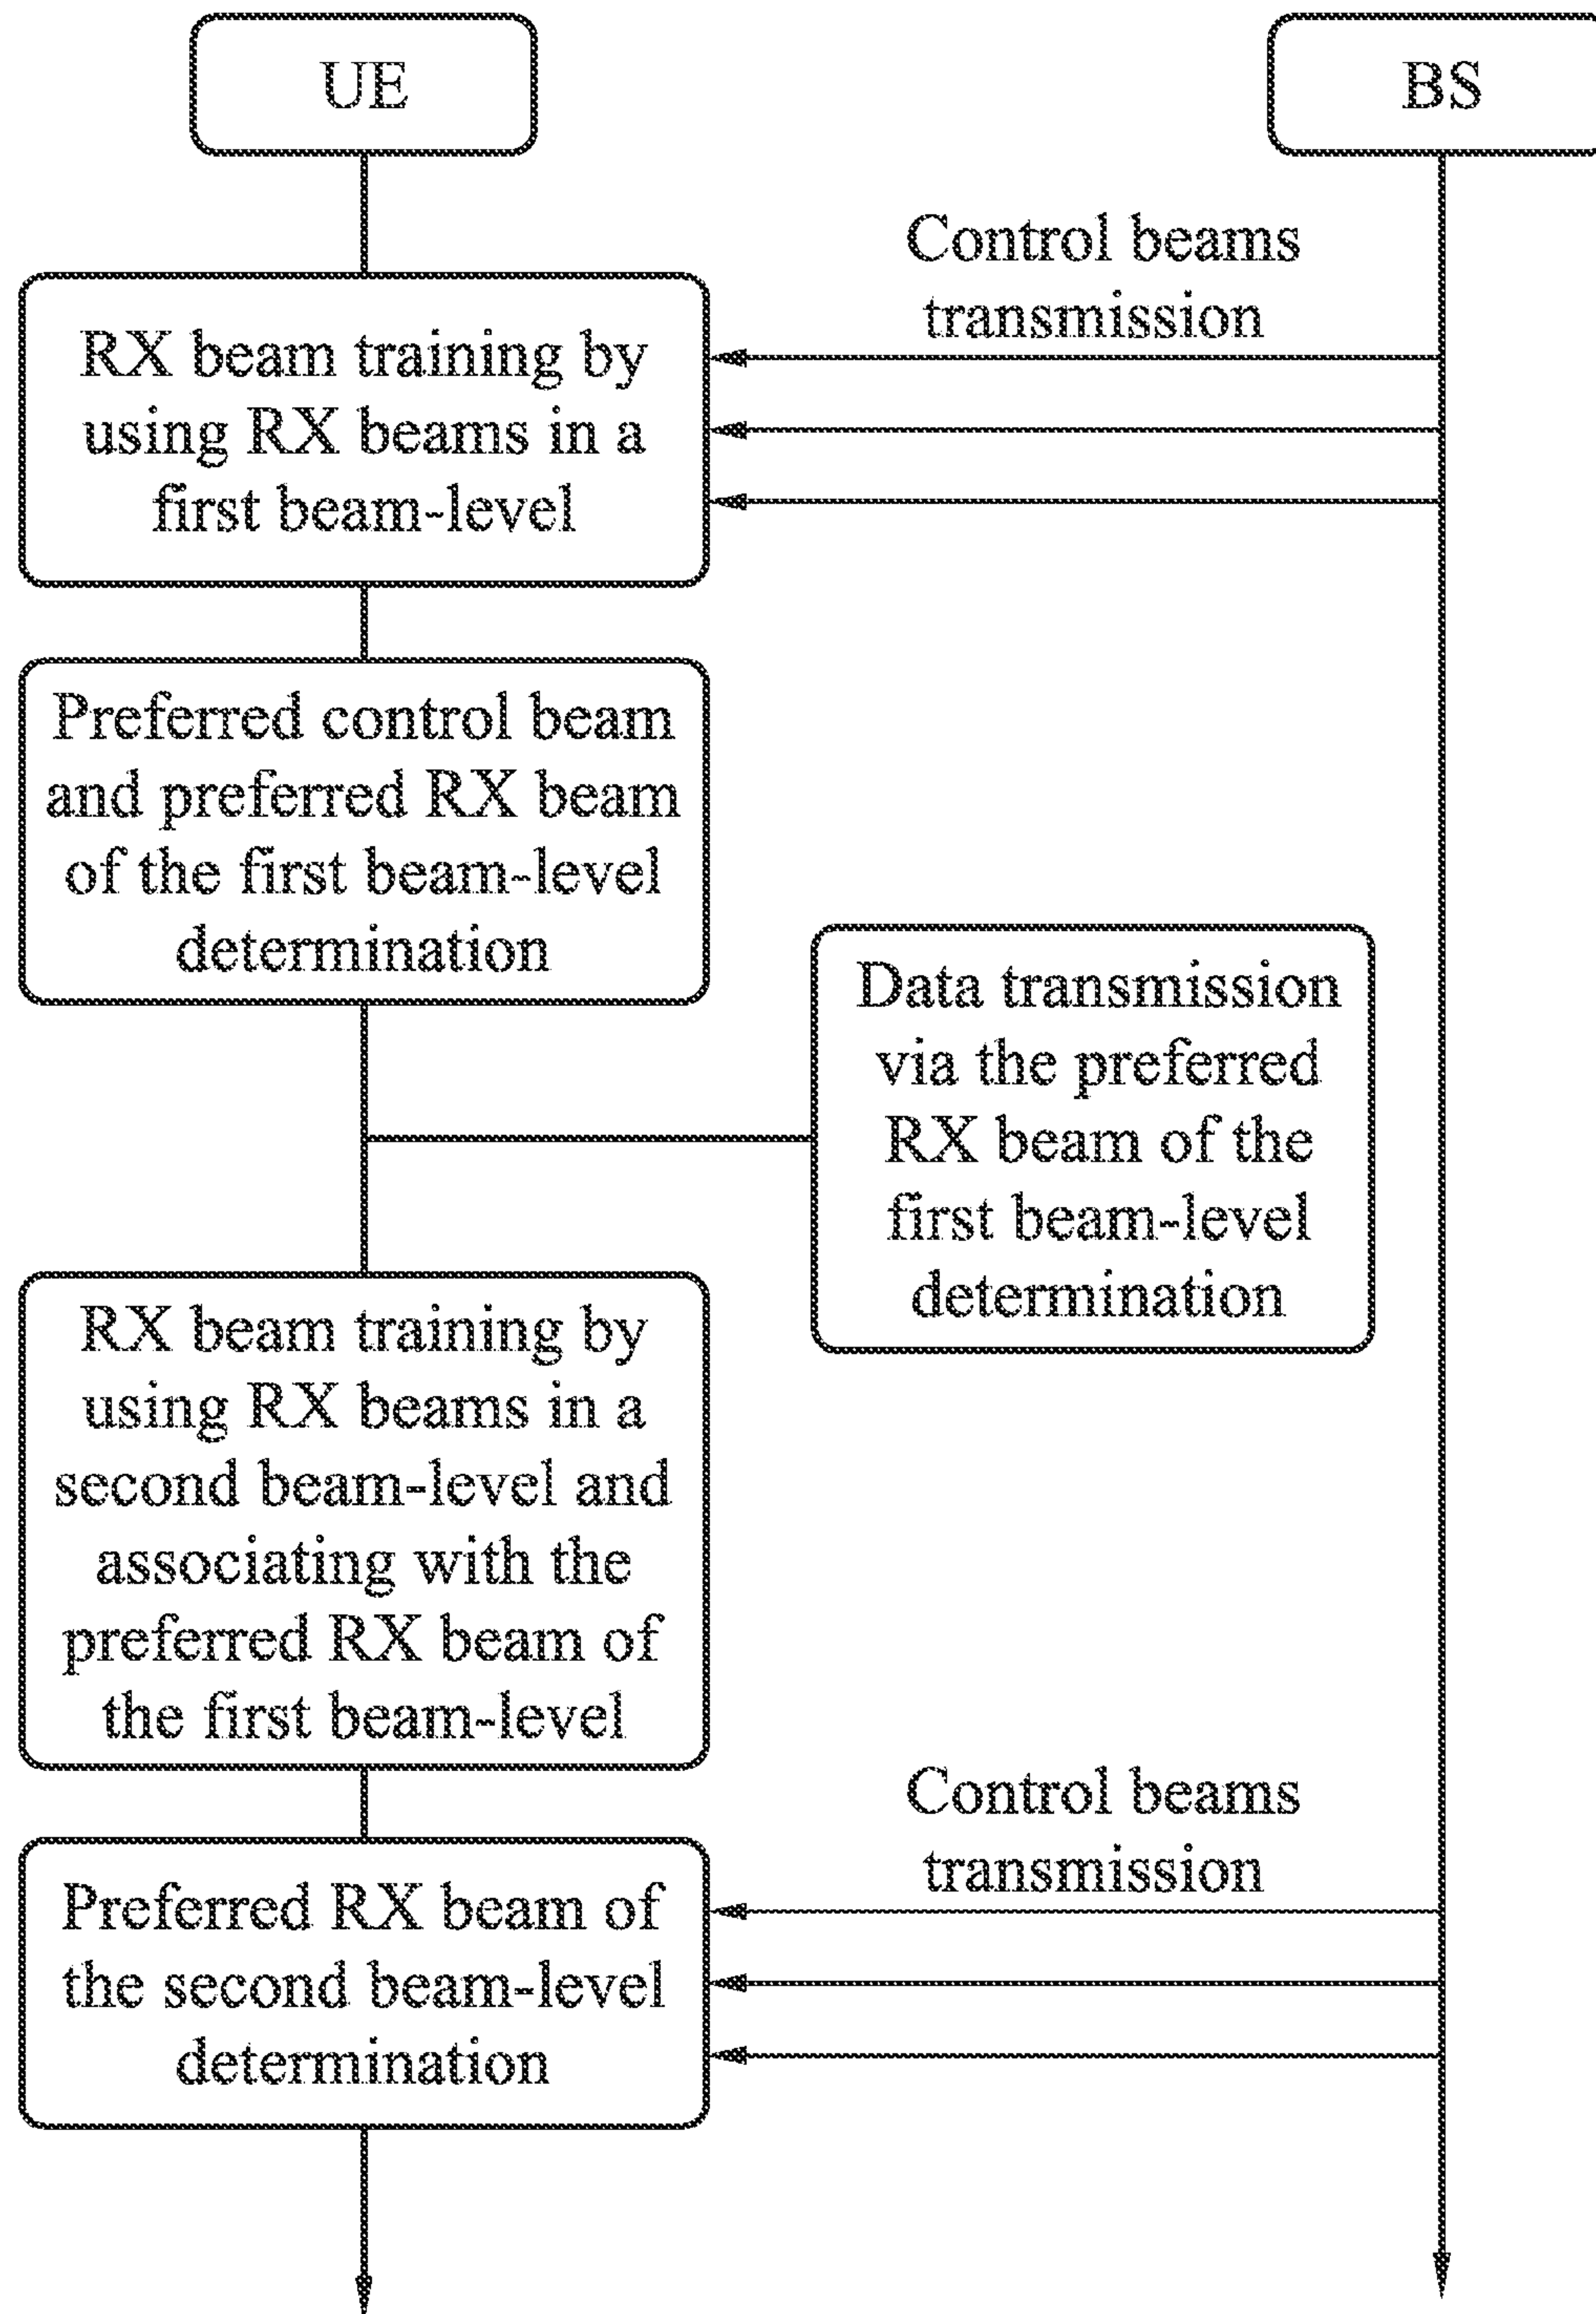 UE
BS
Control beams
transmission
RX beam training by
using RX beams in a
first beam-level
Preferred control beam
and preferred RX beam
of the first beam-level
determination
Data transmission
via the preferred
RX beam of the
first beam-level
determination
RX beam training by
using RX beams in a
second beam-level and
associating with the
preferred RX beam of
the first beam-level
Control beams
transmission
Preferred RX beam of
the second beam-level
determination